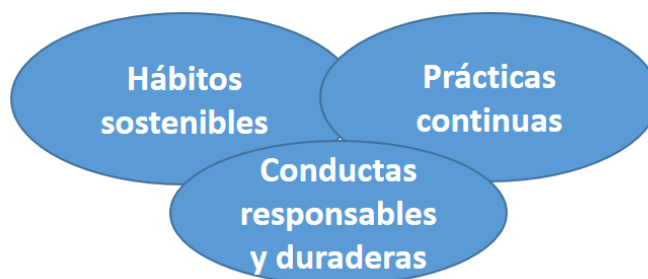 Hábitos
sostenibles
Prácticas
continuas
Conductas
responsables
y duraderas